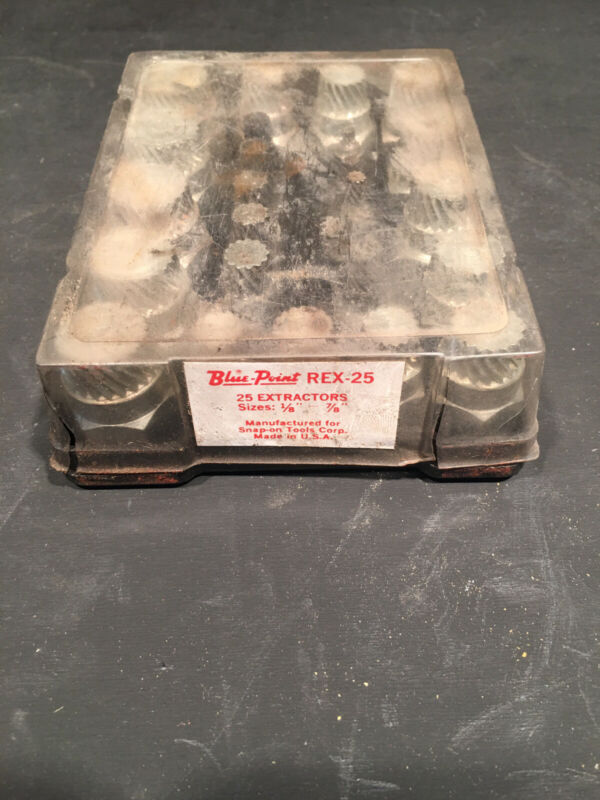 Blue-Point REX-25
25 EXTRACTORS
Sizes: 1/8" - 7/8"
Manufactured for
Snap-on Tools Corp.
Made in U.S.A.